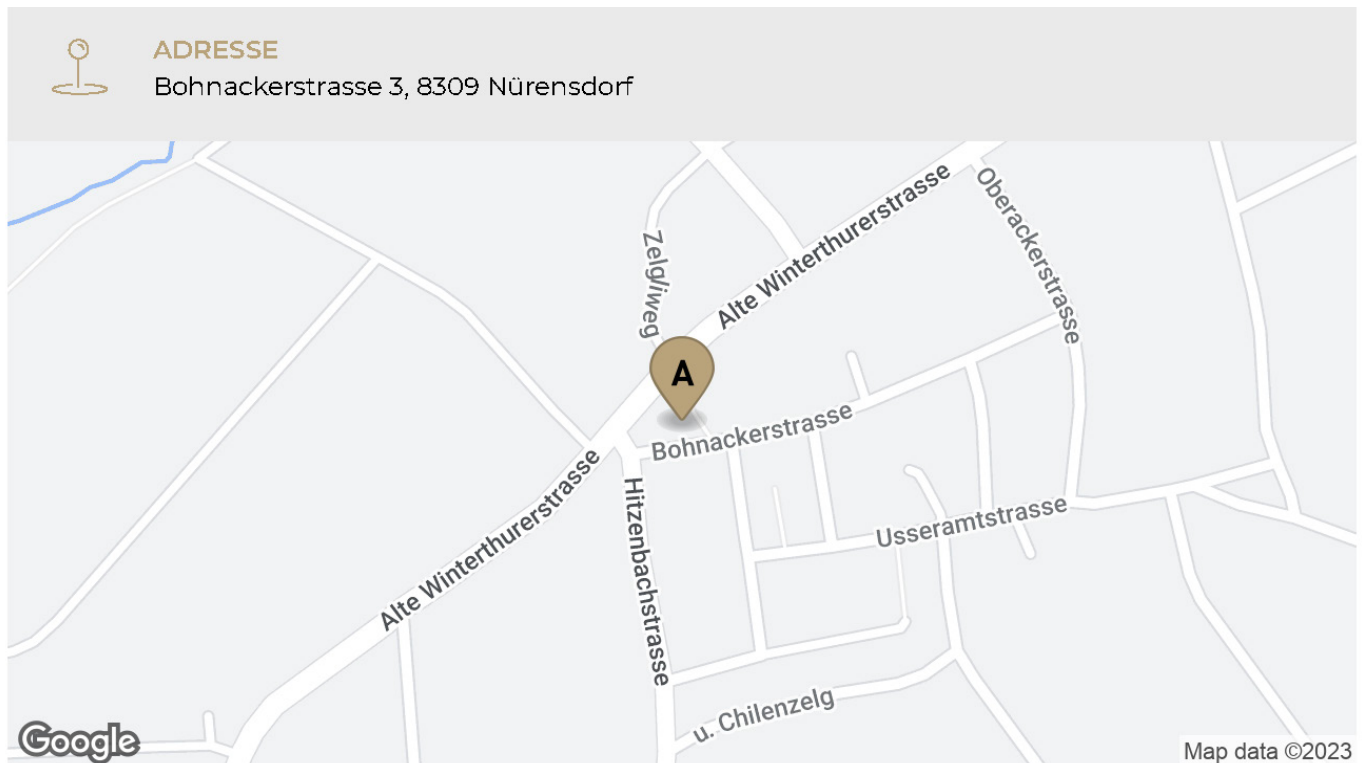 ADRESSE
Bohnackerstrasse 3, 8309 Nürensdorf
Oberackerstrasse
Alte Winterthurerstrasse
Zelgliweg
A
Bohnackerstrasse
Alte Winterthurerstrasse
Hitzenbachstrasse
Usseramtstrasse
u. Chilenzelg
Google
Map data ©2023